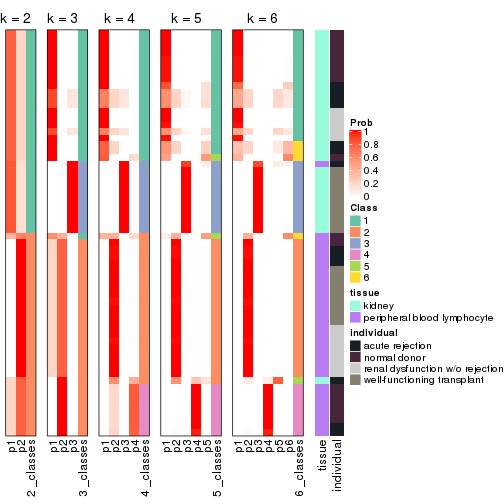 k = 2
k = 3
k = 4
k = 5
k = 6
Prob
1
0.8
0.6
0.4
0.2
0
Class
1
2
3
4
5
6
tissue
kidney
peripheral blood lymphocyte
individual
acute rejection
normal donor
renal dysfunction w/o rejection
well-functioning transplant
p1
p2
2_classes
p1
p2
p3
3_classes
p1
p2
p3
p4
4_classes
p1
p2
p3
p4
p5
5_classes
p1
p2
p3
p4
p5
p6
6_classes
tissue
individual